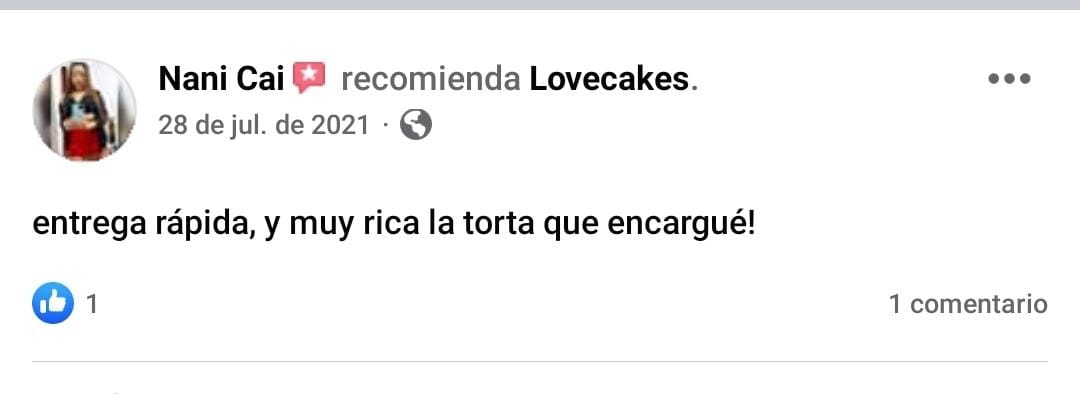 Nani Cai recomienda Lovecakes.
28 de jul. de 2021 ·
entrega rápida, y muy rica la torta que encargué!
1
1 comentario